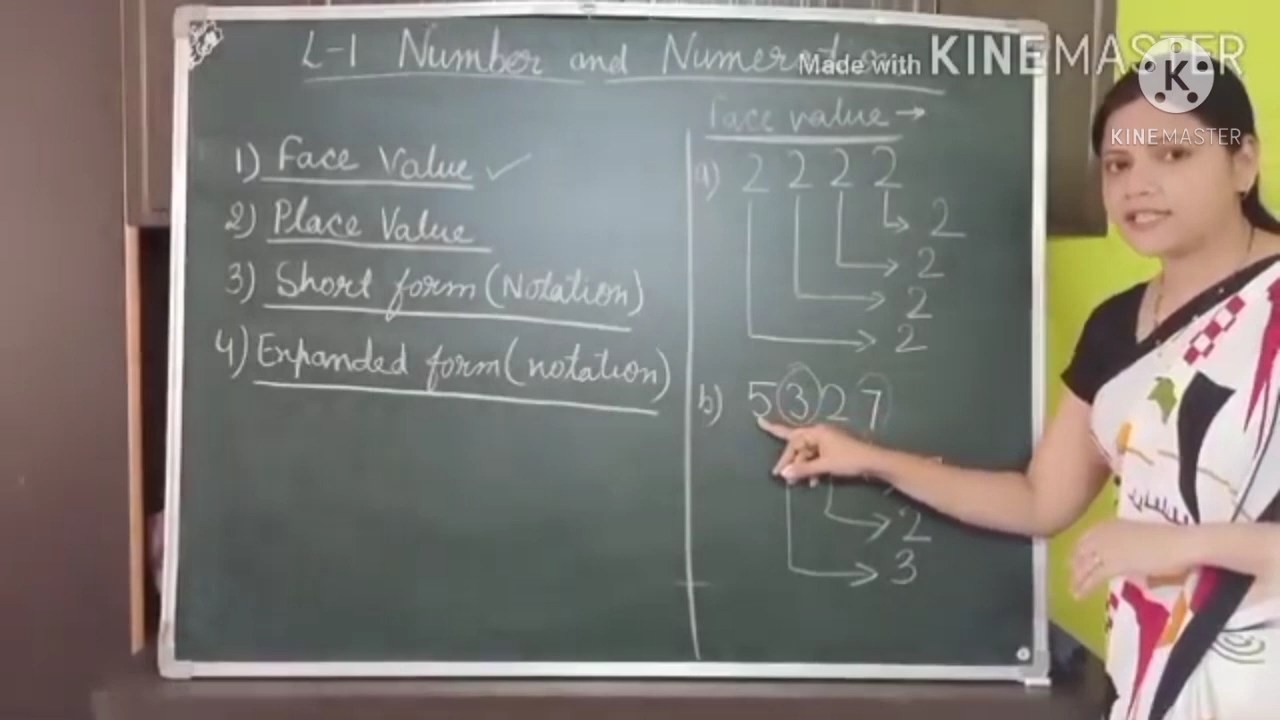 L-1 Number and Numeration
Made with KINEMASTER
K
KINEMASTER
1) Face Value ✓
2) Place Value
3) Short form (Notation)
4) Expanded form (notation)
face value →
a) 2 2 2 2
2
2
2
2
b) 5 3 2 7
2
3